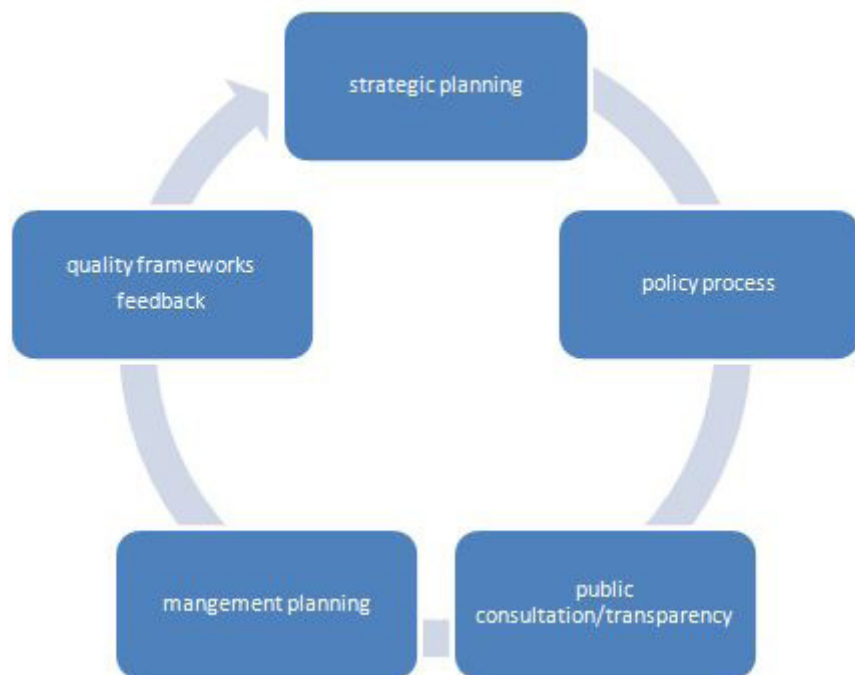 strategic planning
policy process
public
consultation/transparency
mangement planning
quality frameworks
feedback